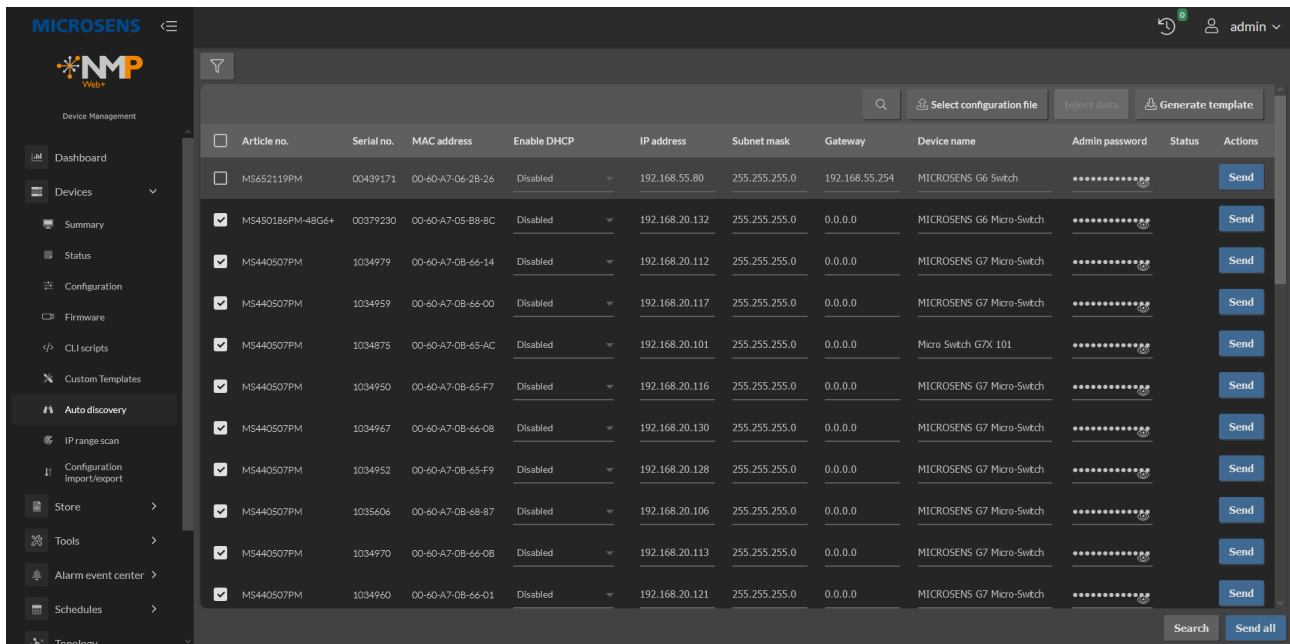 MICROSENS
0
admin
NMP
Web+
Device Management
Dashboard
Devices
Summary
Status
Configuration
Firmware
CLI scripts
Custom Templates
Auto discovery
IP range scan
Configuration
import/export
Store
Tools
Alarm event center
Schedules
Topology
Select configuration file Inject data Generate template
Article no. Serial no. MAC address Enable DHCP IP address Subnet mask Gateway Device name Admin password Status Actions
MS652119PM 00439171 00-60-A7-06-2B-26 Disabled 192.168.55.80 255.255.255.0 192.168.55.254 MICROSENS G6 Switch Send
MS450186PM-48G6+ 00379230 00-60-A7-05-B8-8C Disabled 192.168.20.132 255.255.255.0 0.0.0.0 MICROSENS G6 Micro-Switch Send
MS440507PM 1034979 00-60-A7-0B-66-14 Disabled 192.168.20.112 255.255.255.0 0.0.0.0 MICROSENS G7 Micro-Switch Send
MS440507PM 1034959 00-60-A7-0B-66-00 Disabled 192.168.20.117 255.255.255.0 0.0.0.0 MICROSENS G7 Micro-Switch Send
MS440507PM 1034875 00-60-A7-0B-65-AC Disabled 192.168.20.101 255.255.255.0 0.0.0.0 Micro Switch G7X 101 Send
MS440507PM 1034950 00-60-A7-0B-65-F7 Disabled 192.168.20.116 255.255.255.0 0.0.0.0 MICROSENS G7 Micro-Switch Send
MS440507PM 1034967 00-60-A7-0B-66-08 Disabled 192.168.20.130 255.255.255.0 0.0.0.0 MICROSENS G7 Micro-Switch Send
MS440507PM 1034952 00-60-A7-0B-65-F9 Disabled 192.168.20.128 255.255.255.0 0.0.0.0 MICROSENS G7 Micro-Switch Send
MS440507PM 1035606 00-60-A7-0B-68-87 Disabled 192.168.20.106 255.255.255.0 0.0.0.0 MICROSENS G7 Micro-Switch Send
MS440507PM 1034970 00-60-A7-0B-66-0B Disabled 192.168.20.113 255.255.255.0 0.0.0.0 MICROSENS G7 Micro-Switch Send
MS440507PM 1034960 00-60-A7-0B-66-01 Disabled 192.168.20.121 255.255.255.0 0.0.0.0 MICROSENS G7 Micro-Switch Send
Search Send all